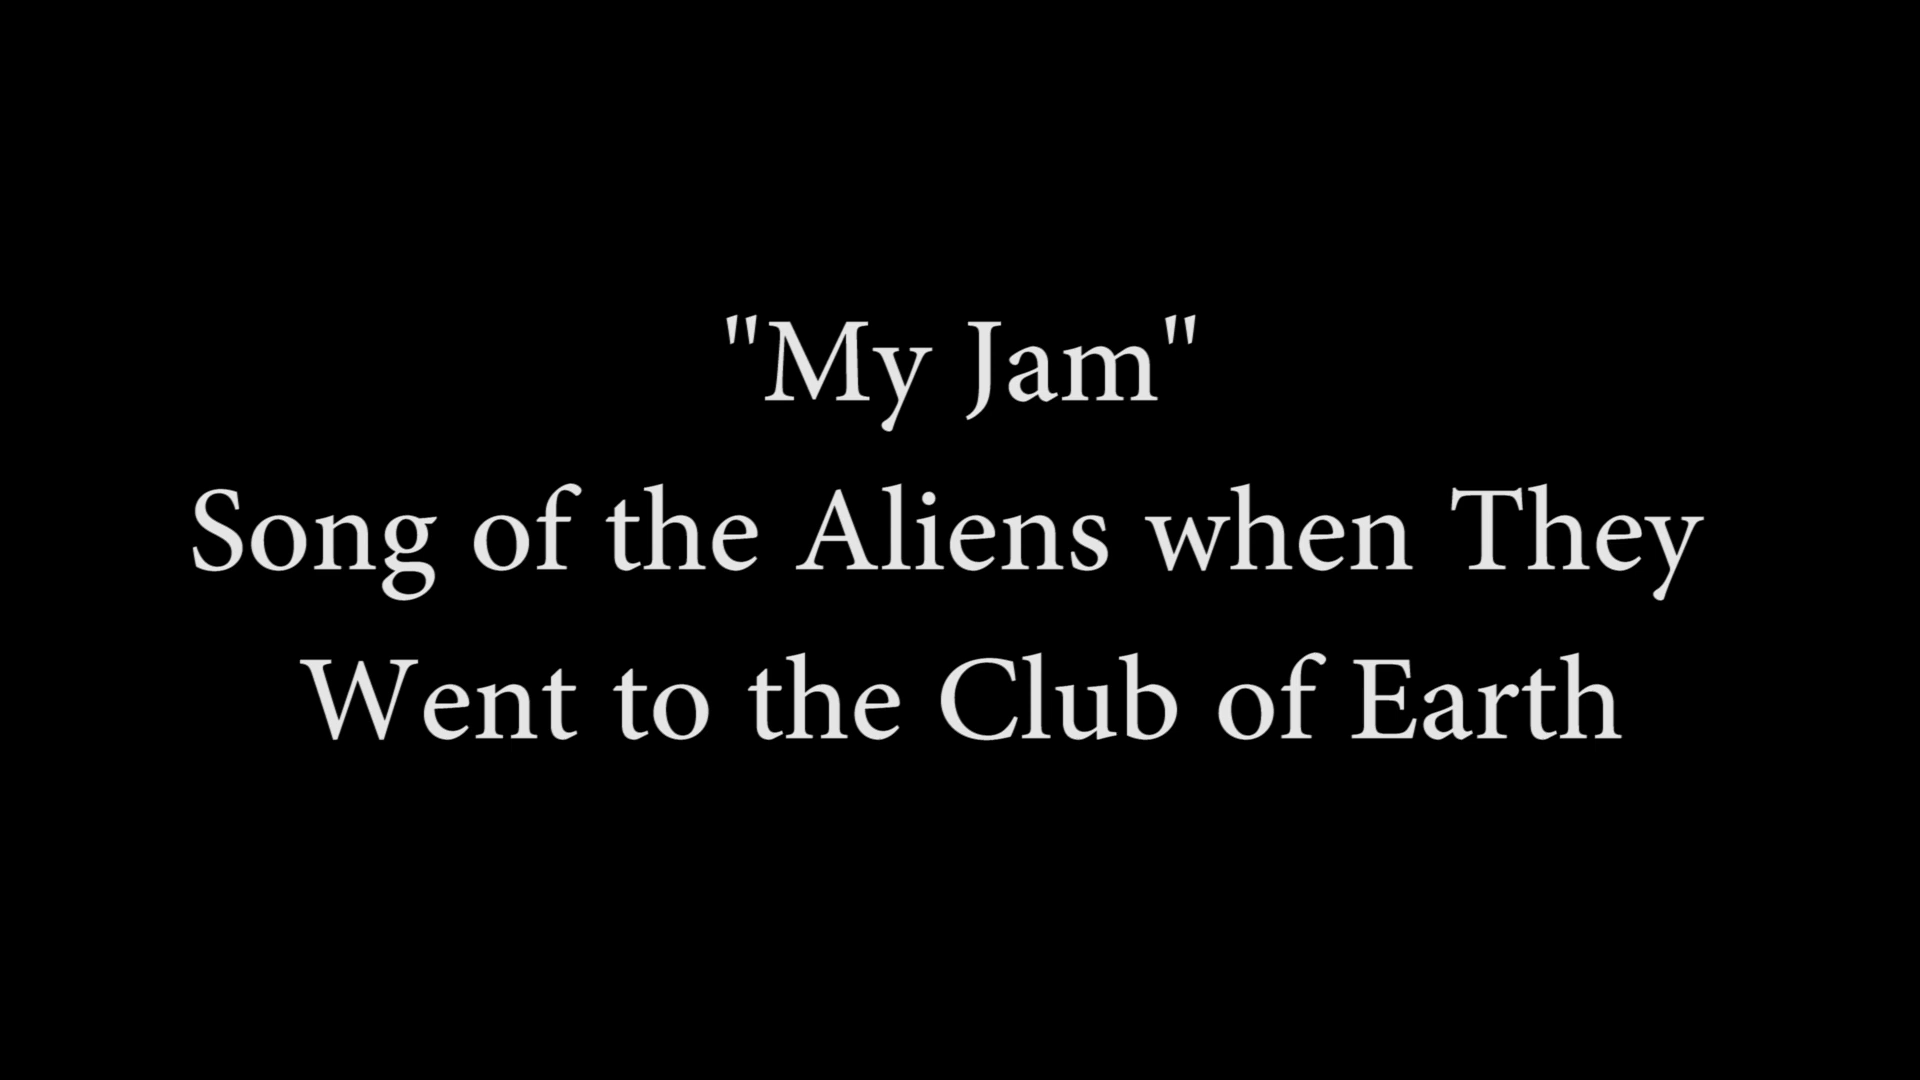 "My Jam"
Song of the Aliens when They
Went to the Club of Earth